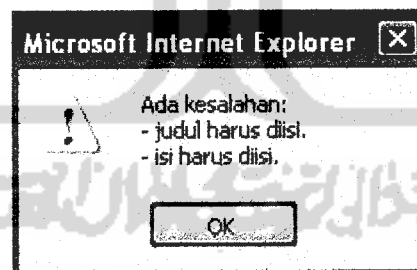 Microsoft Internet Explorer
Ada kesalahan:
- judul harus diisi.
- isi harus diisi.
OK